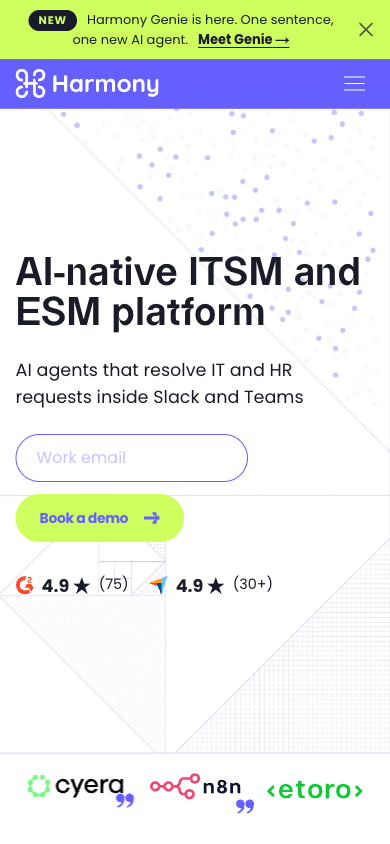 NEW Harmony Genie is here. One sentence,
one new AI agent. Meet Genie →
Harmony
AI-native ITSM and
ESM platform
AI agents that resolve IT and HR
requests inside Slack and Teams
Work email
Book a demo →
G2 4.9 ★ (75) 4.9 ★ (30+)
cyera n8n etoro